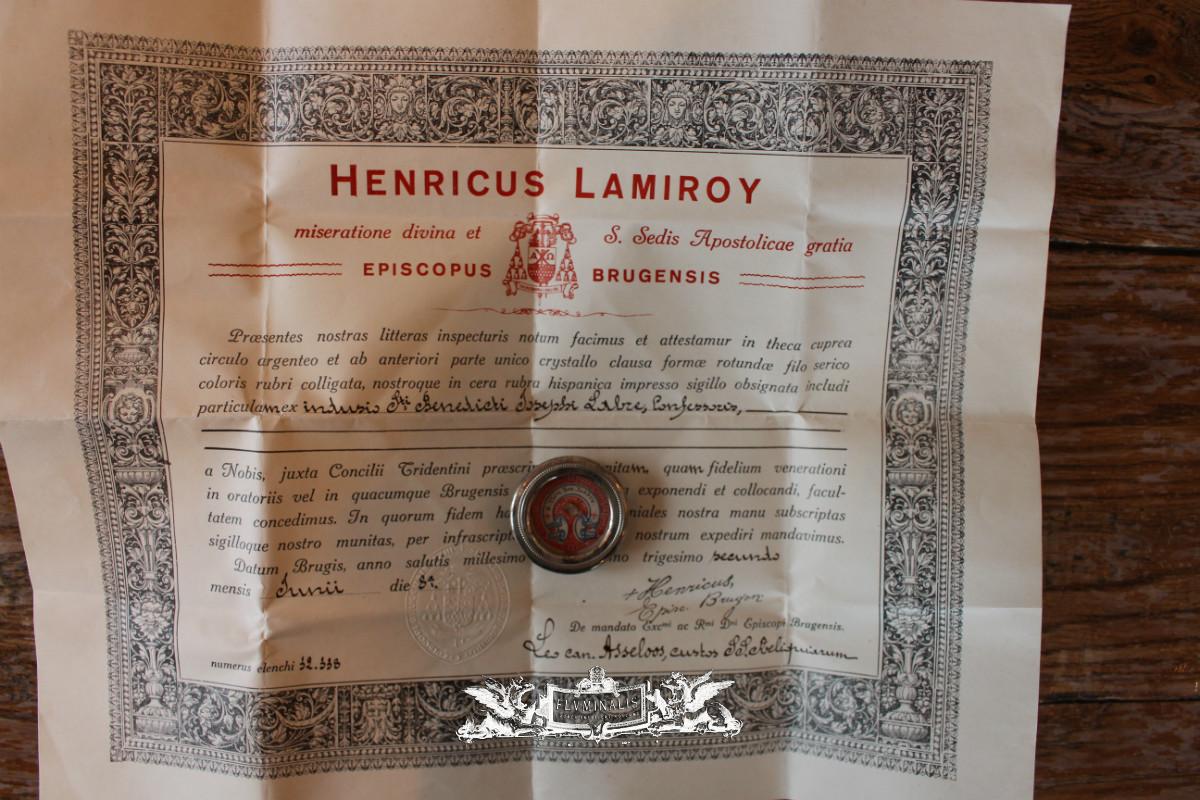 HENRICUS LAMIROY
miseratione divina et S. Sedis Apostolicae gratia
EPISCOPUS BRUGENSIS
Præsentes nostras litteras inspecturis notum facimus et attestamur in theca cuprea
circulo argenteo et ab anteriori parte unico crystallo clausa formæ rotundæ filo serico
coloris rubri colligata, nostroque in cera rubra hispanica impresso sigillo obsignata includi
particulam ex indusio Sti Benedicti Josephi Labre, Confessoris,
a Nobis, juxta Concilii Tridentini præscri nitam, quam fidelium venerationi
in oratoriis vel in quacumque Brugensis exponendi et collocandi, facul-
tatem concedimus. In quorum fidem ha niales nostra manu subscriptas
sigilloque nostro munitas, per infrascript nostrum expediri mandavimus.
Datum Brugis, anno salutis millesimo no trigesimo secundo
mensis Junii die
+ Henricus,
Episc. Brugen
De mandato Excmi ac Rmi Dni Episcopi Brugensis.
Leo can. Asseloos, custos SS. Reliquiarum
numerus elenchi 32.338
FLVMINALIS